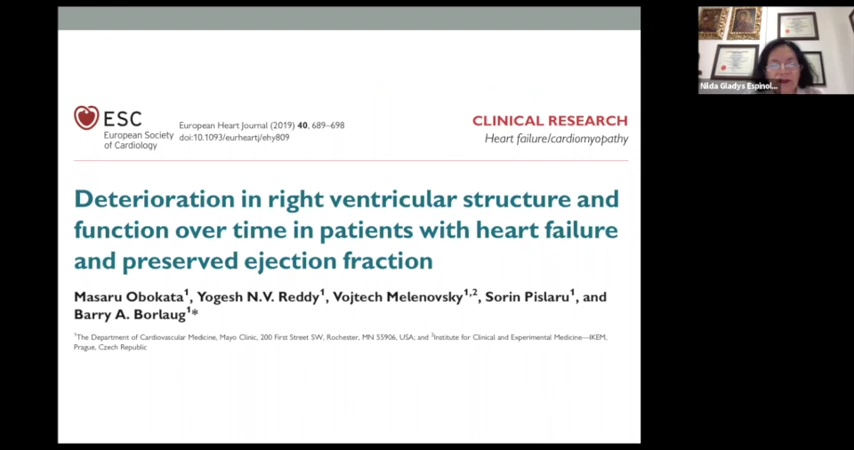 ESC
European Society
of Cardiology
European Heart Journal (2019) 40, 689–698
doi:10.1093/eurheartj/ehy809
CLINICAL RESEARCH
Heart failure/cardiomyopathy
Deterioration in right ventricular structure and
function over time in patients with heart failure
and preserved ejection fraction
Masaru Obokata1, Yogesh N.V. Reddy1, Vojtech Melenovsky1,2, Sorin Pislaru1, and
Barry A. Borlaug1*
1The Department of Cardiovascular Medicine, Mayo Clinic, 200 First Street SW, Rochester, MN 55906, USA; and 2Institute for Clinical and Experimental Medicine—IKEM,
Prague, Czech Republic
Nilda Gladys Espinol...